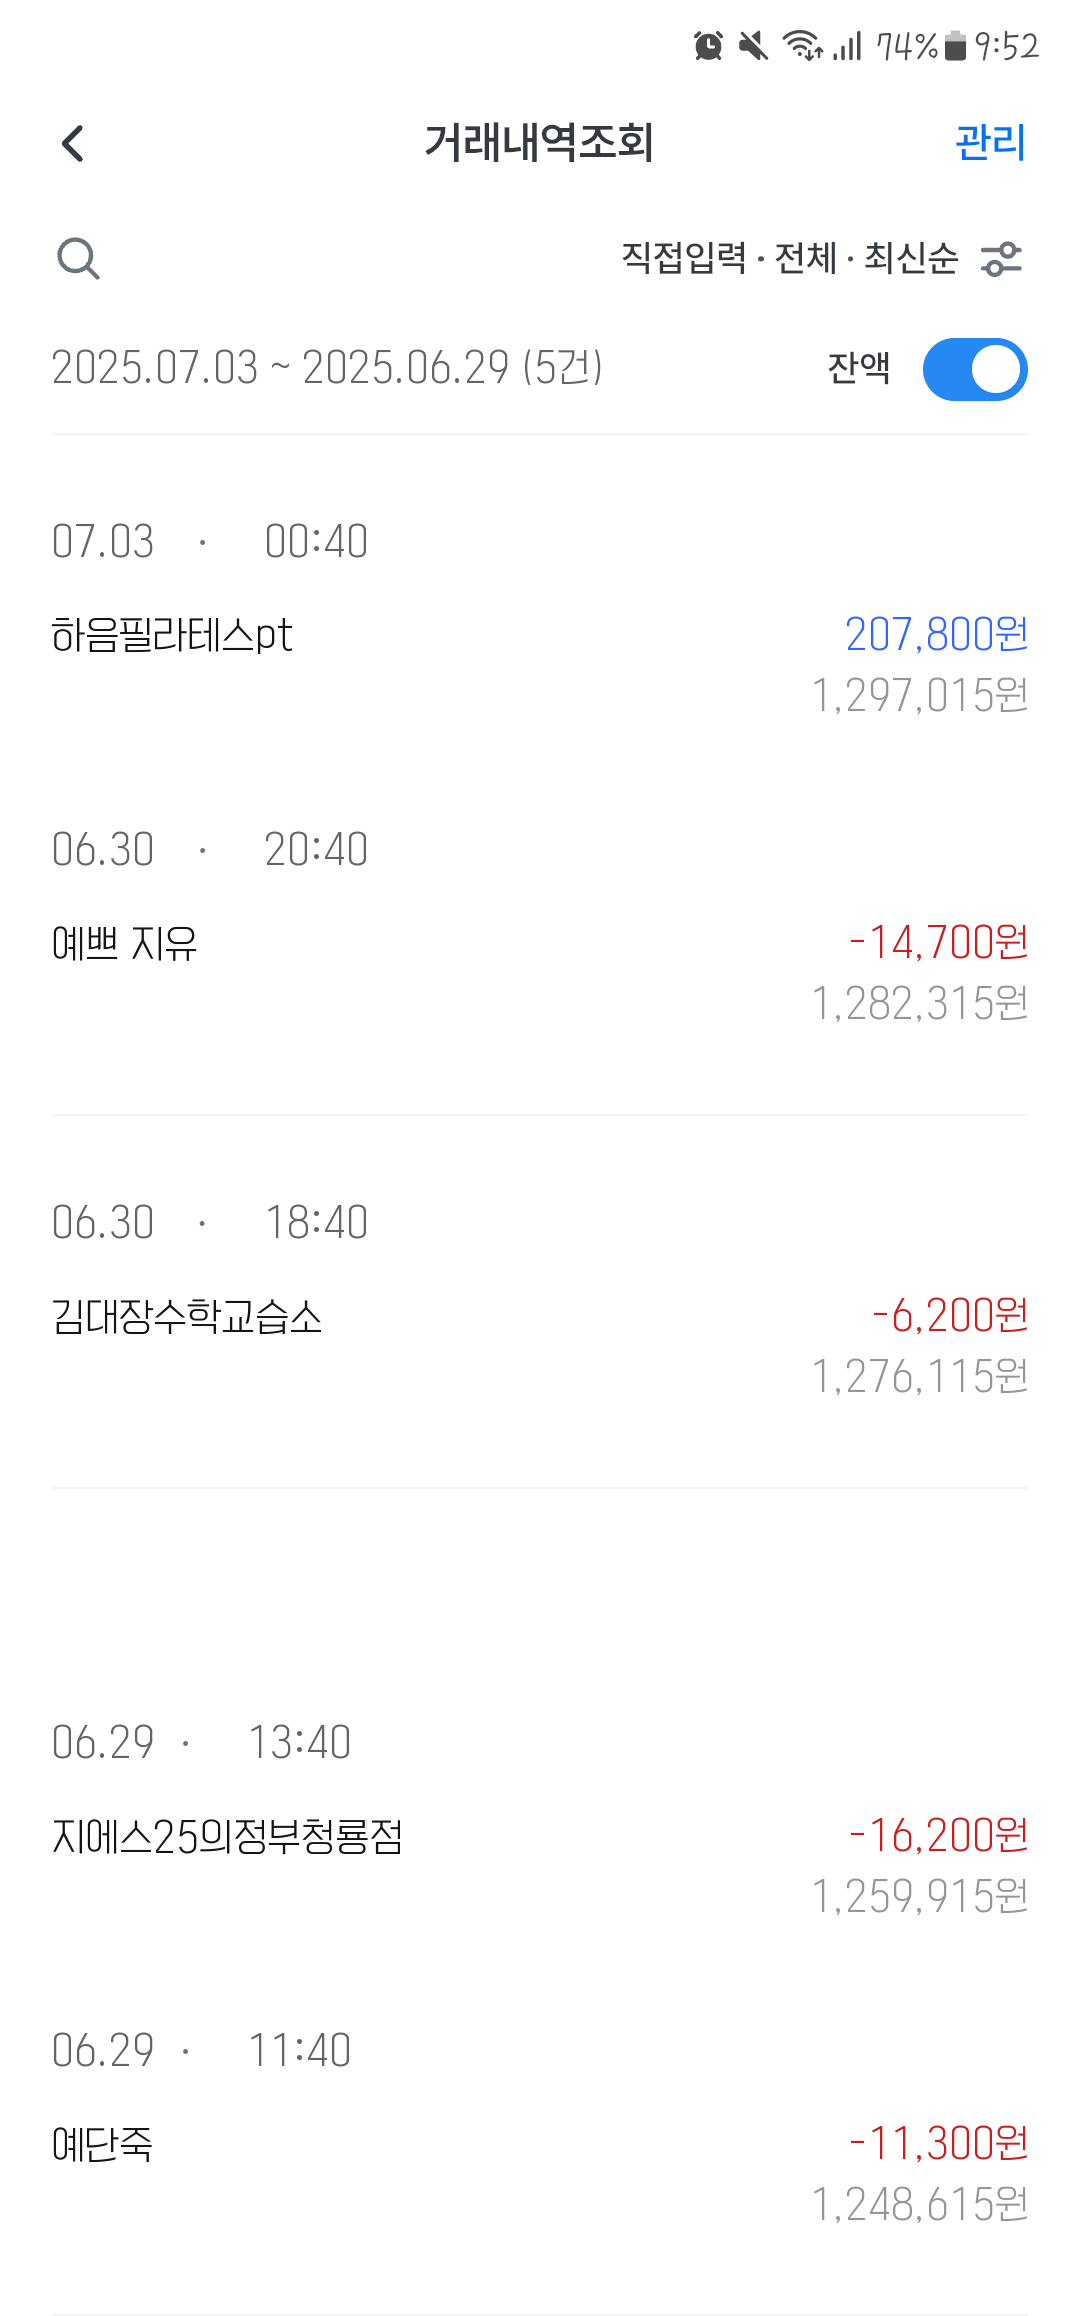 74% 9:52
거래내역조회 관리
직접입력 · 전체 · 최신순
2025.07.03 ~ 2025.06.29 (5건) 잔액
07.03 · 00:40
하음필라테스pt 207,800원
1,297,015원
06.30 · 20:40
예쁘 지유 -14,700원
1,282,315원
06.30 · 18:40
김대장수학교습소 -6,200원
1,276,115원
06.29 · 13:40
지에스25의정부청룡점 -16,200원
1,259,915원
06.29 · 11:40
예단죽 -11,300원
1,248,615원